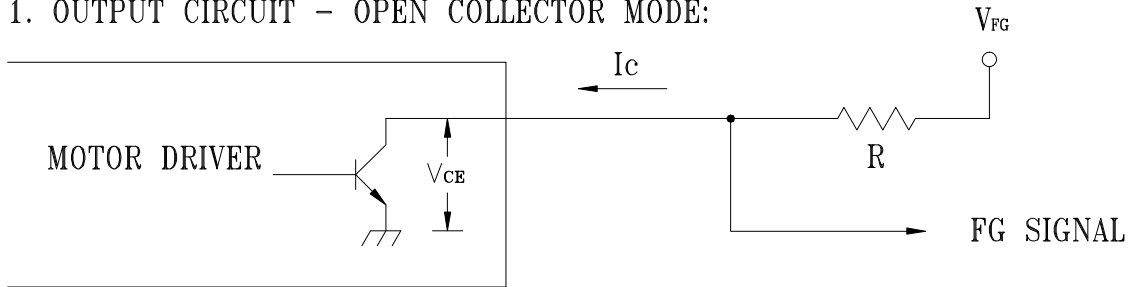 1. OUTPUT CIRCUIT - OPEN COLLECTOR MODE:
VFG
Ic
MOTOR DRIVER
VCE
R
FG SIGNAL